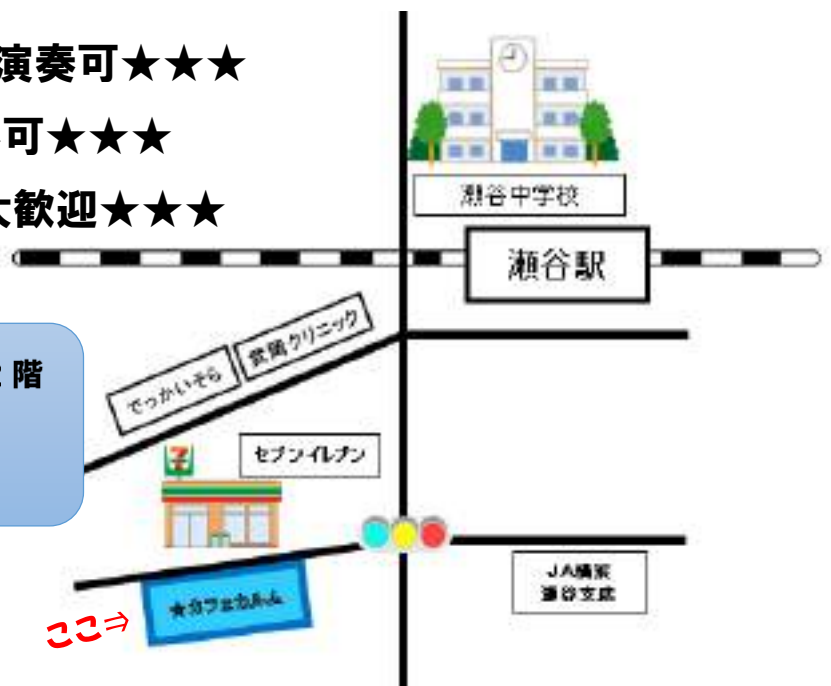 演奏可★★★
可★★★
大歓迎★★★
瀬谷中学校
瀬谷駅
階
武岡クリニック
でっかいそら
7
セブンイレブン
JA横浜
瀬谷支店
★カフェカルム
ここ⇒